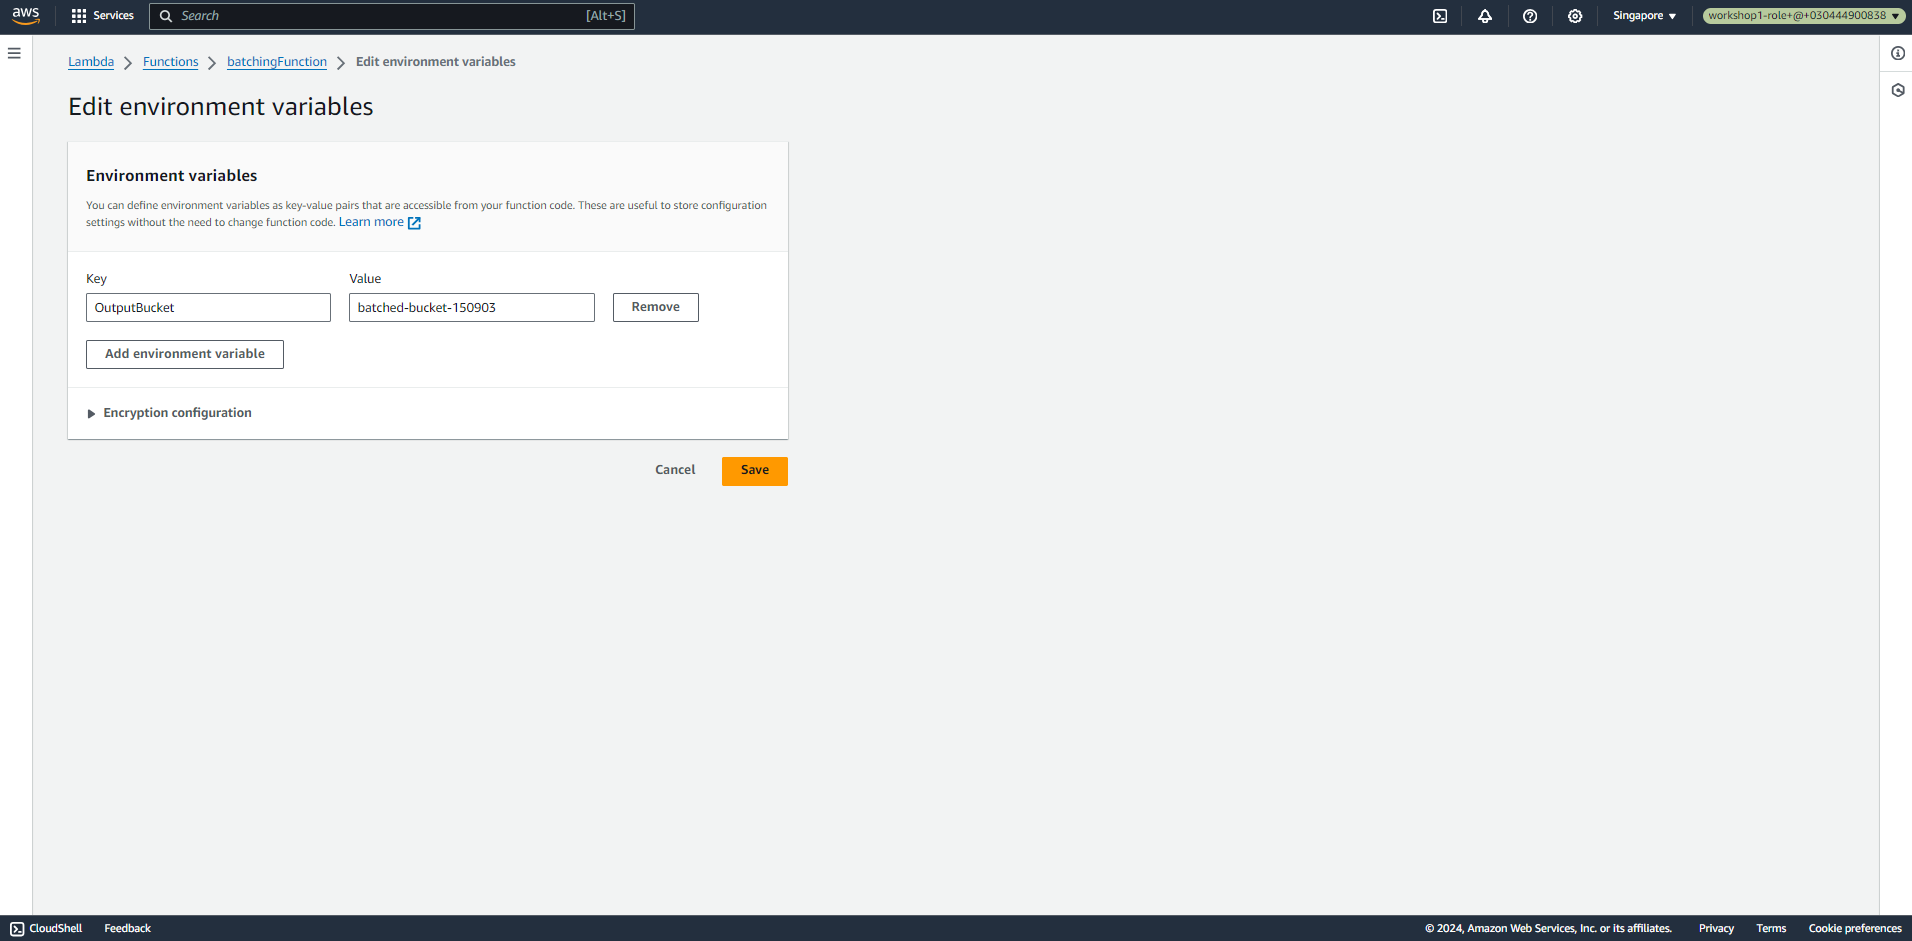 aws
Services
Search
[Alt+S]
Singapore
workshop1-role+@+030444900838
Lambda
Functions
batchingFunction
Edit environment variables
Edit environment variables
Environment variables
You can define environment variables as key-value pairs that are accessible from your function code. These are useful to store configuration
settings without the need to change function code. Learn more
Key
Value
OutputBucket
batched-bucket-150903
Remove
Add environment variable
Encryption configuration
Cancel
Save
CloudShell
Feedback
© 2024, Amazon Web Services, Inc. or its affiliates.
Privacy
Terms
Cookie preferences